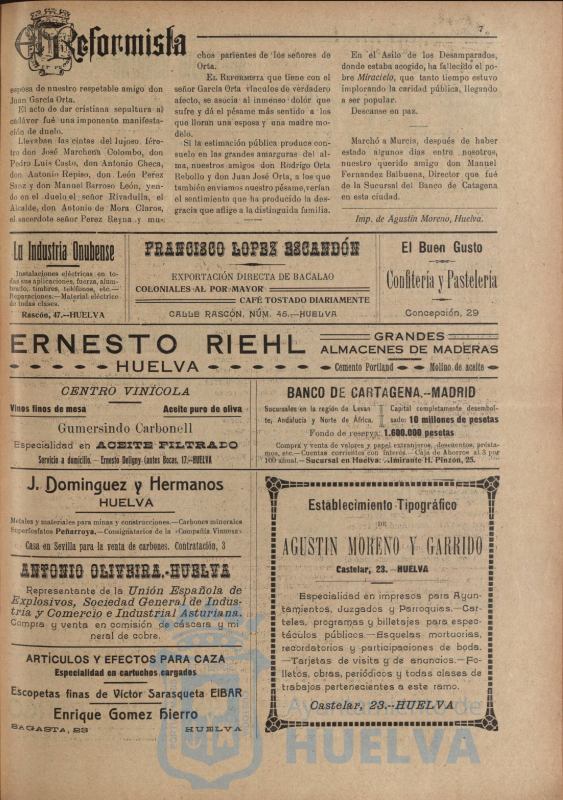 El Reformista
7
esposa de nuestro respetable amigo don
Juan García Orta.
El acto de dar cristiana sepultura al
cadáver fué una imponente manifesta-
ción de duelo.
Llevaban las cintas del lujoso fére-
tro don José Marchena Colombo, don
Pedro Luis Casto, don Antonio Checa,
don Antonio Repiso, don León Perez
Sanz y don Manuel Barroso León, yen-
do en el duelo el señor Rivadulla, el
Alcalde, don Antonio de Mora Claros,
el sacerdote señor Perez Reyna y mu-
chos parientes de los señores de
Orta.
EL REFORMISTA que tiene con el
señor García Orta vínculos de verdadero
afecto, se asocia al inmenso dolor que
sufre y dá el pésame más sentido a los
que lloran una esposa y una madre mo-
delo.
Si la estimación pública produce con-
suelo en las grandes amarguras del al-
ma, nuestros amigos don Rodrigo Orta
Rebollo y don Juan José Orta, a los que
también enviamos nuestro pésame, verían
el sentimiento que ha producido la des-
gracia que aflige a la distinguida familia.
En el Asilo de los Desamparados,
donde estaba acogido, ha fallecido el po-
bre Miracielo, que tanto tiempo estuvo
implorando la caridad pública, llegando
a ser popular.
Descanse en paz.
Marchó a Murcia, después de haber
estado algunos días entre nosotros,
nuestro querido amigo don Manuel
Fernandez Balbuena, Director que fué
de la Sucursal del Banco de Catagena
en esta ciudad.
Imp. de Agustín Moreno, Huelva.
La Industria Onubense
Instalaciones eléctricas en to-
das sus aplicaciones, fuerza, alum-
brado, timbres, teléfonos, etc.—
Reparaciones.—Material eléctrico
de todas clases.
Rascón, 47.—HUELVA
FRANCISCO LOPEZ ESCANDÓN
EXPORTACIÓN DIRECTA DE BACALAO
COLONIALES AL POR MAYOR
CAFÉ TOSTADO DIARIAMENTE
CALLE RASCÓN, NÚM. 45.—HUELVA
El Buen Gusto
Confitería y Pastelería
Concepción, 29
ERNESTO RIEHL
HUELVA
GRANDES
ALMACENES DE MADERAS
Cemento Portland Molino de aceite
CENTRO VINÍCOLA
Vinos finos de mesa Aceite puro de oliva
Gumersindo Carbonell
Especialidad en ACEITE FILTRADO
Servicio a domicilio.—Ernesto Deligny (antes Bocas, 17.—HUELVA
BANCO DE CARTAGENA.—MADRID
Sucursales en la región de Levan
te, Andalucía y Norte de África.
Capital completamente desembol-
sado: 10 millones de pesetas
Fondo de reserva: 1.600.000 pesetas
Compra y venta de valores y papel extranjeros, descuentos, présta-
mos, etc.—Cuentas corrientes con interés.—Caja de Ahorros al 3 por
100 anual.—Sucursal en Huelva: Almirante H. Pinzón, 25.
J. Dominguez y Hermanos
HUELVA
Metales y materiales para minas y construcciones.—Carbones minerales
Superfosfatos Peñarroya.—Consignatarios de la «Compañía Vinuesa»
Casa en Sevilla para la venta de carbones. Contratación, 3
ANTONIO OLIVEIRA.-HUELVA
Representante de la Unión Española de
Explosivos, Sociedad General de Indus-
tria y Comercio e Industrial Asturiana.
Compra y venta en comisión de cáscara y mi
neral de cobre.
ARTÍCULOS Y EFECTOS PARA CAZA
Especialidad en cartuchos cargados
Escopetas finas de Víctor Sarasqueta EIBAR
Enrique Gomez Hierro
SAGASTA, 23 HUELVA
Establecimiento Tipográfico
DE
AGUSTIN MORENO Y GARRIDO
Castelar, 23.—HUELVA
Especialidad en impresos para Ayun-
tamientos, Juzgados y Parroquias.—Car-
teles, programas y billetajes para espec-
táculos públicos.—Esquelas mortuorias,
recordatorios y participaciones de boda.
—Tarjetas de visita y de anuncios.—Fo-
lletos, obras, periódicos y todas clases de
trabajos pertenecientes a este ramo.
Castelar, 23.-HUELVA
Ayuntamiento de
HUELVA